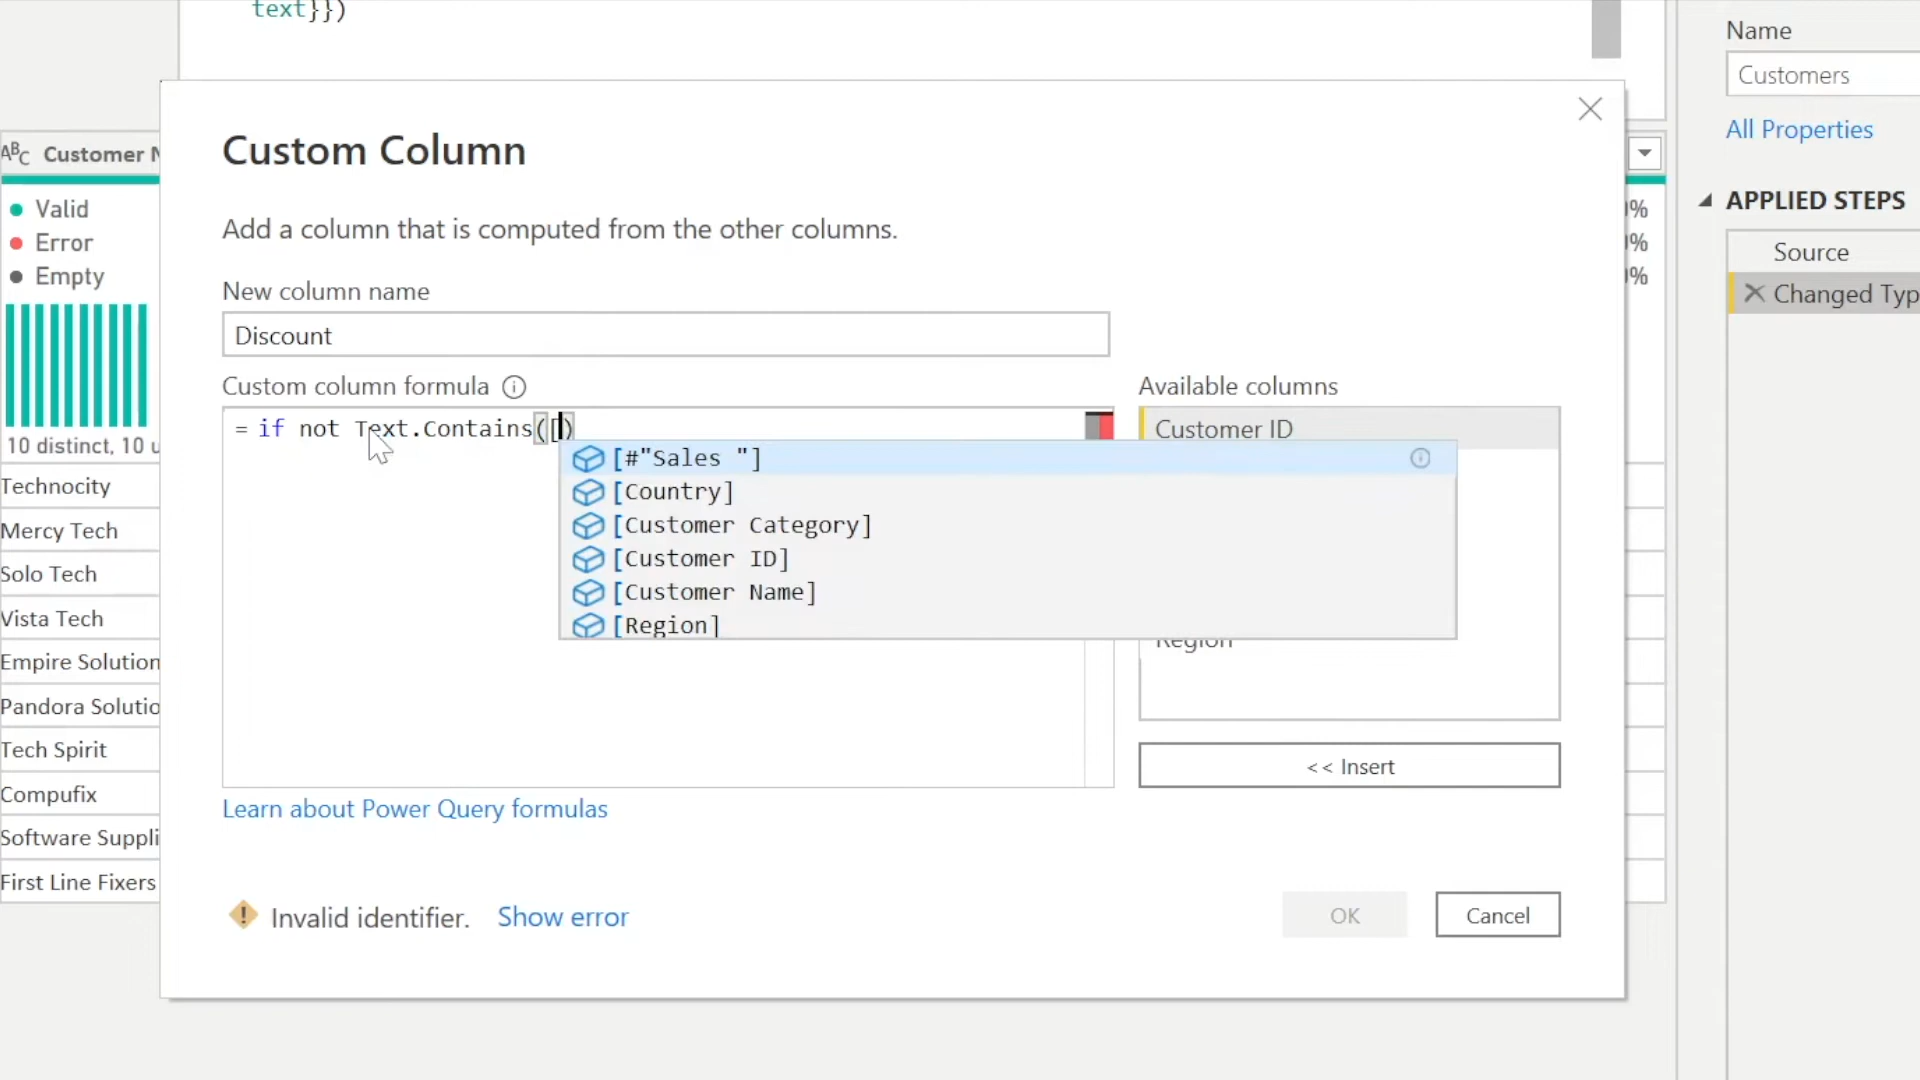 text}})
Name
Customers
All Properties
APPLIED STEPS
Source
Changed Typ
ABC Customer N
Valid
Error
Empty
10 distinct, 10 u
Technocity
Mercy Tech
Solo Tech
Vista Tech
Empire Solution
Pandora Solutio
Tech Spirit
Compufix
Software Suppli
First Line Fixers
%
%
%
Custom Column
Add a column that is computed from the other columns.
New column name
Discount
Custom column formula
= if not Text.Contains([)
[#"Sales "]
[Country]
[Customer Category]
[Customer ID]
[Customer Name]
[Region]
Available columns
Customer ID
Region
<< Insert
Learn about Power Query formulas
Invalid identifier. Show error
OK
Cancel